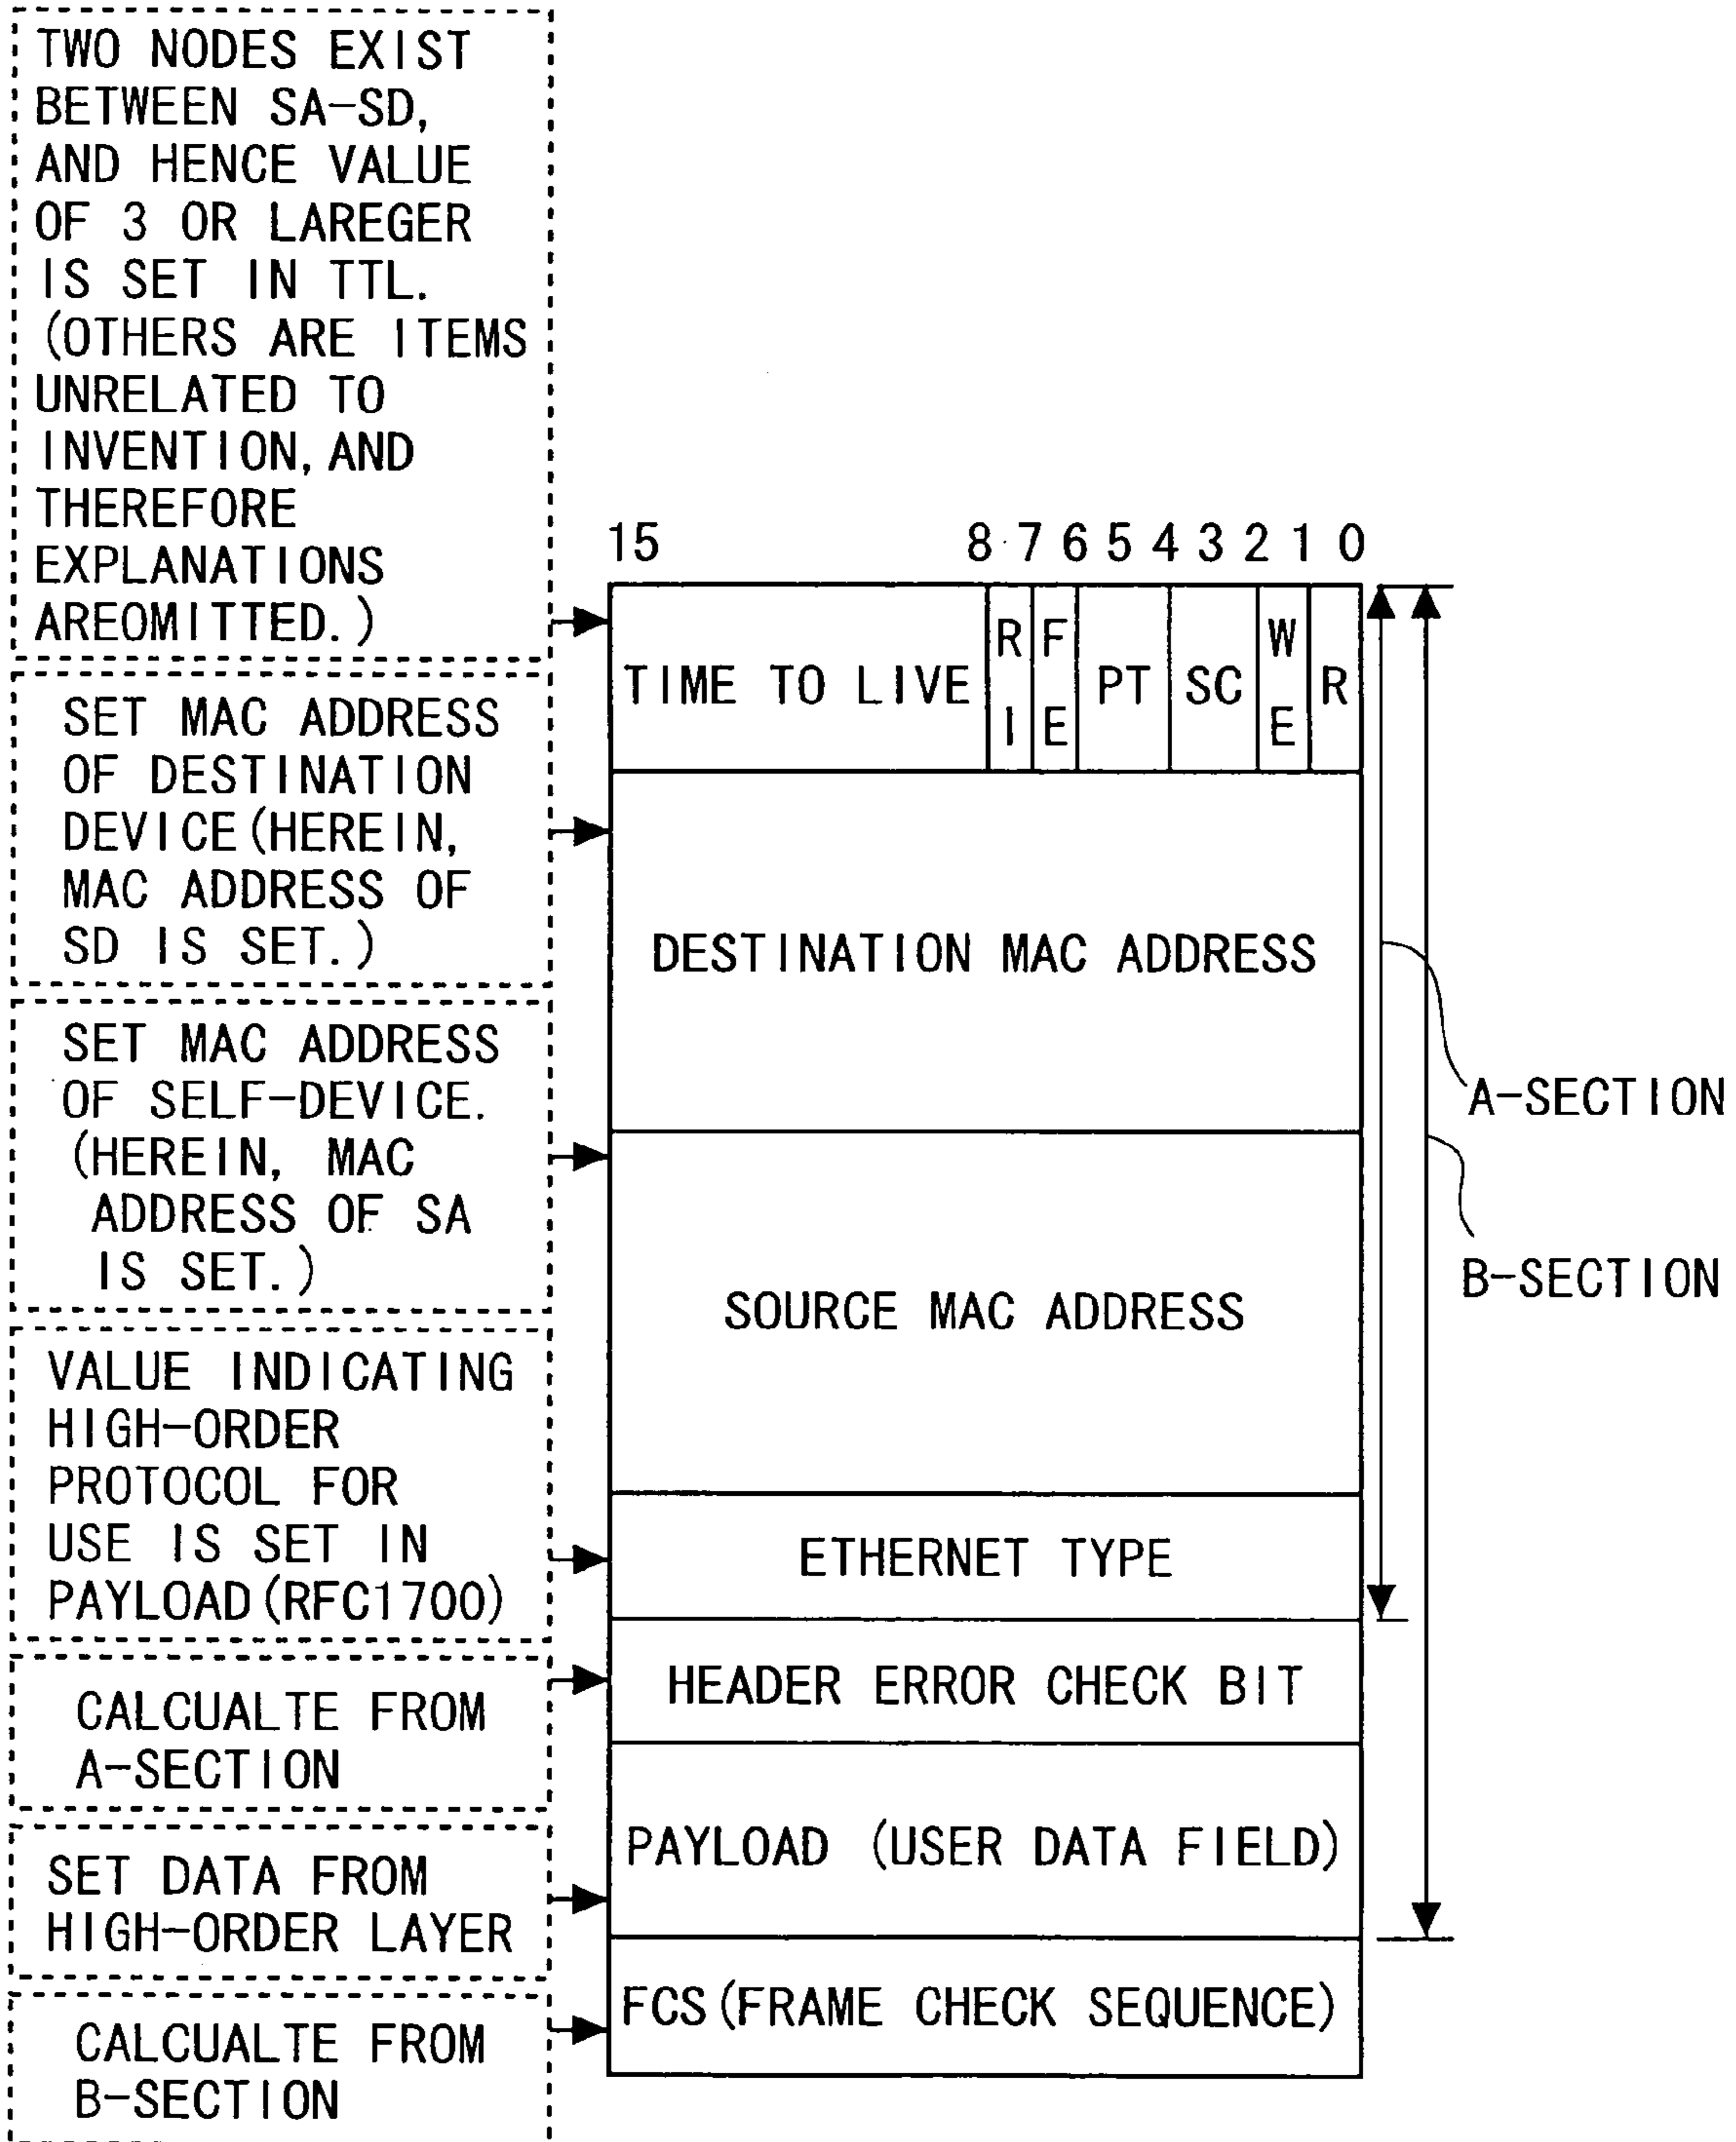 TWO NODES EXIST
BETWEEN SA-SD,
AND HENCE VALUE
OF 3 OR LAREGER
IS SET IN TTL.
(OTHERS ARE ITEMS
UNRELATED TO
INVENTION, AND
THEREFORE
EXPLANATIONS
AREOMITTED.)
SET MAC ADDRESS
OF DESTINATION
DEVICE(HEREIN,
MAC ADDRESS OF
SD IS SET.)
SET MAC ADDRESS
OF SELF-DEVICE.
(HEREIN, MAC
ADDRESS OF SA
IS SET.)
VALUE INDICATING
HIGH-ORDER
PROTOCOL FOR
USE IS SET IN
PAYLOAD(RFC1700)
CALCUALTE FROM
A-SECTION
SET DATA FROM
HIGH-ORDER LAYER
CALCUALTE FROM
B-SECTION
15 8 7 6 5 4 3 2 1 0
TIME TO LIVE RI FE PT SC WE R
DESTINATION MAC ADDRESS
SOURCE MAC ADDRESS
ETHERNET TYPE
HEADER ERROR CHECK BIT
PAYLOAD (USER DATA FIELD)
FCS(FRAME CHECK SEQUENCE)
A-SECTION
B-SECTION